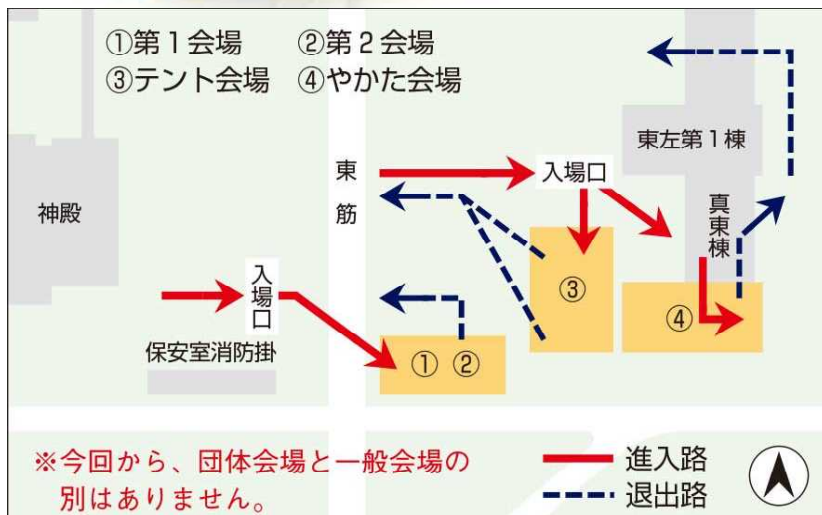 ①第1会場 ②第2会場
③テント会場 ④やかた会場
東左第1棟
東筋
入場口
神殿
真東棟
入場口
③
④
保安室消防掛
① ②
※今回から、団体会場と一般会場の
別はありません。
進入路
退出路